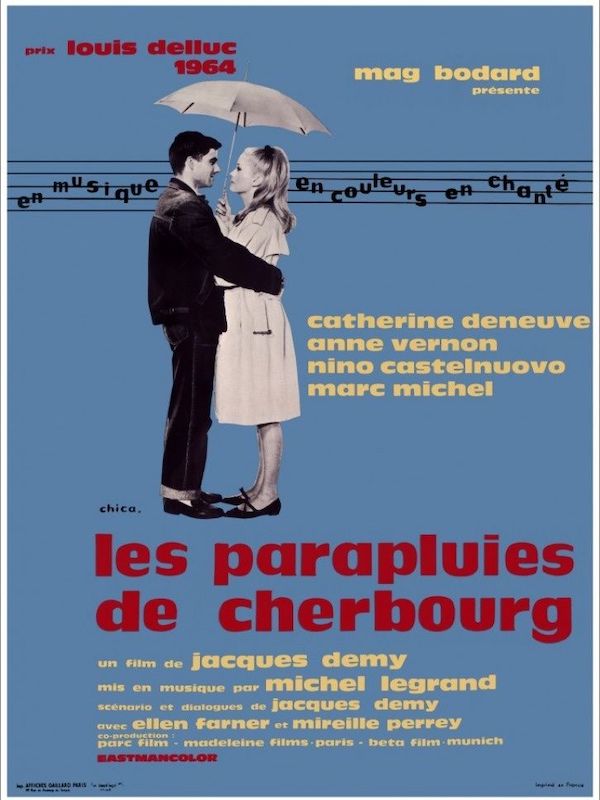 prix louis delluc
1964
mag bodard
présente
en musique en couleurs en chanté
catherine deneuve
anne vernon
nino castelnuovo
marc michel
chica.
les parapluies
de cherbourg
un film de jacques demy
mis en musique par michel legrand
scénario et dialogues de jacques demy
avec ellen farner et mireille perrey
co-production :
parc film - madeleine films - paris - beta film - munich
EASTMANCOLOR
imp. AFFICHES GAILLARD PARIS
Imprimé en France